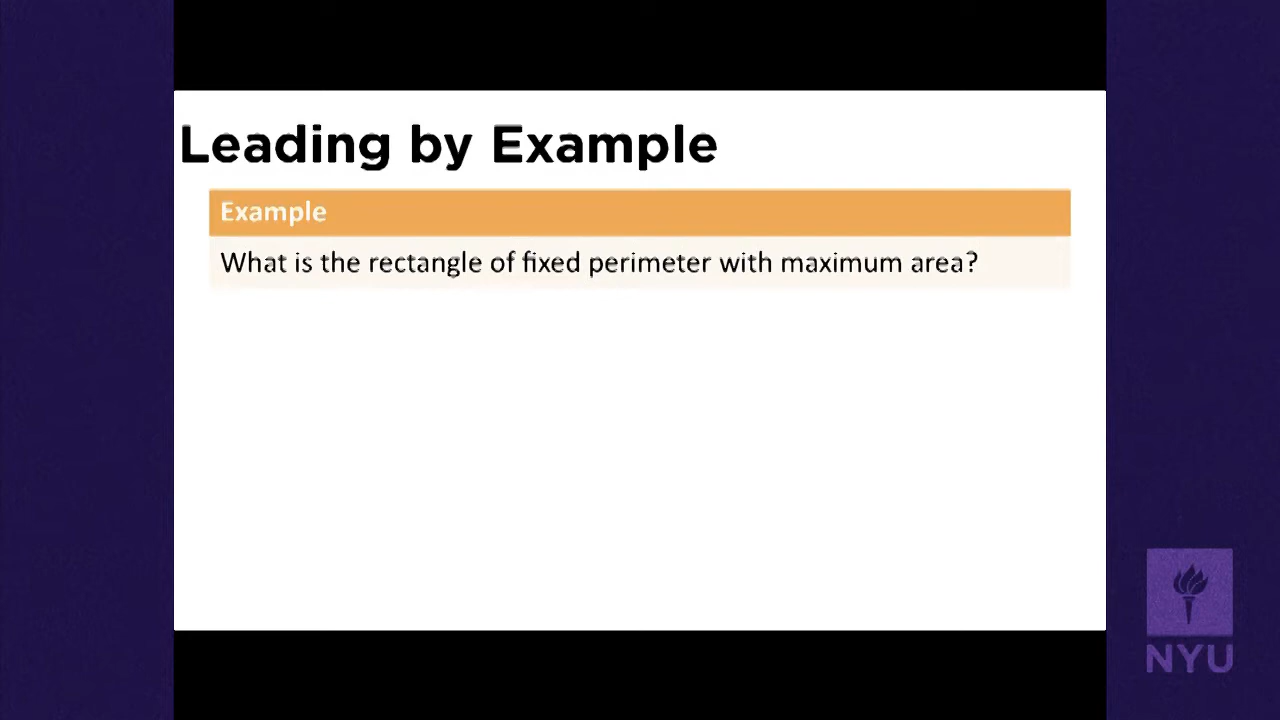 Leading by Example
Example
What is the rectangle of fixed perimeter with maximum area?
NYU